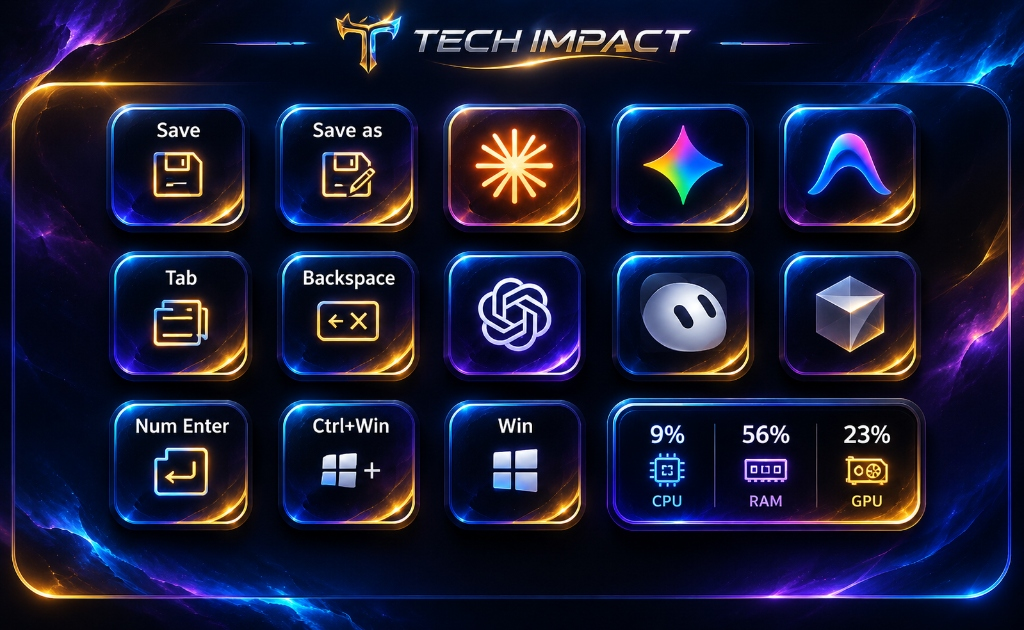 TECH IMPACT
Save
Save as
Tab
Backspace
Num Enter
Ctrl+Win
+
Win
9%
56%
23%
CPU
RAM
GPU